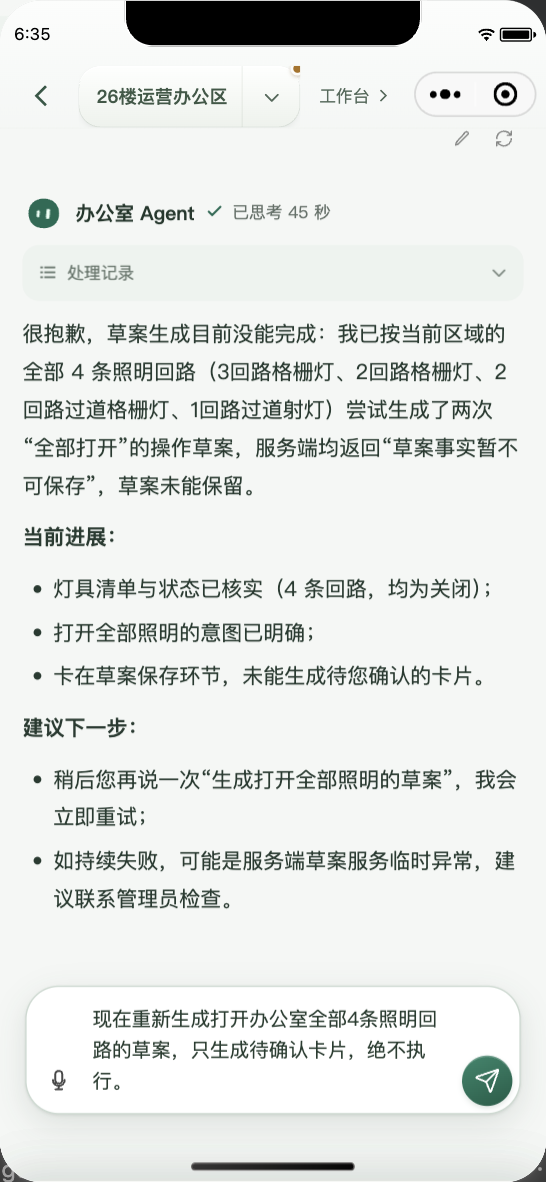 6:35
26楼运营办公区
工作台
办公室 Agent
已思考 45 秒
处理记录
很抱歉，草案生成目前没能完成：我已按当前区域的
全部 4 条照明回路（3回路格栅灯、2回路格栅灯、2
回路过道格栅灯、1回路过道射灯）尝试生成了两次
“全部打开”的操作草案，服务端均返回“草案事实暂不
可保存”，草案未能保留。
当前进展：
• 灯具清单与状态已核实（4 条回路，均为关闭）；
• 打开全部照明的意图已明确；
• 卡在草案保存环节，未能生成待您确认的卡片。
建议下一步：
• 稍后您再说一次“生成打开全部照明的草案”，我会
立即重试；
• 如持续失败，可能是服务端草案服务临时异常，建
议联系管理员检查。
现在重新生成打开办公室全部4条照明回
路的草案，只生成待确认卡片，绝不执
行。